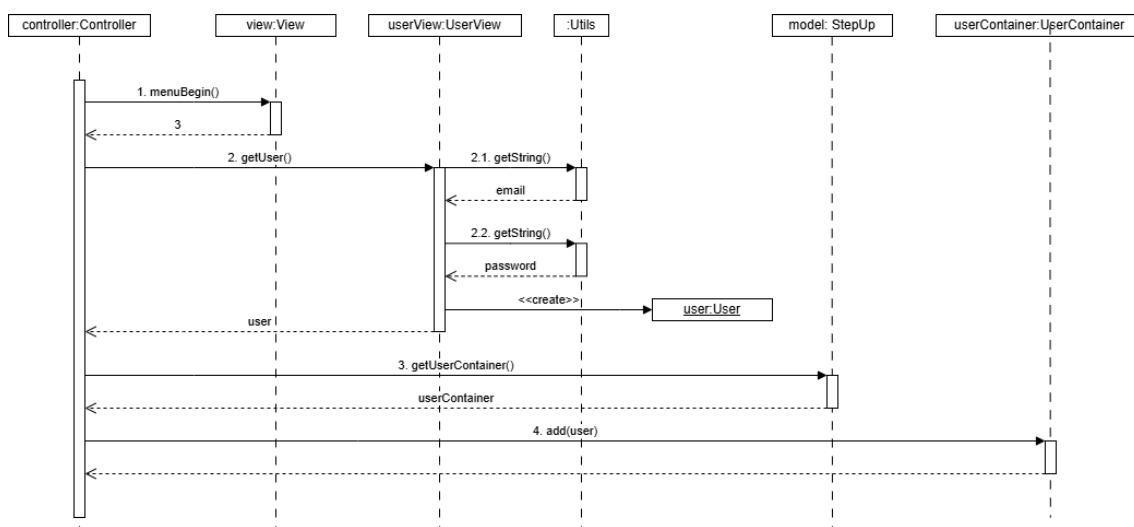 controller:Controller
view:View
userView:UserView
:Utils
model: StepUp
userContainer:UserContainer
1. menuBegin()
3
2. getUser()
2.1. getString()
email
2.2. getString()
password
<<create>>
user:User
user
3. getUserContainer()
userContainer
4. add(user)